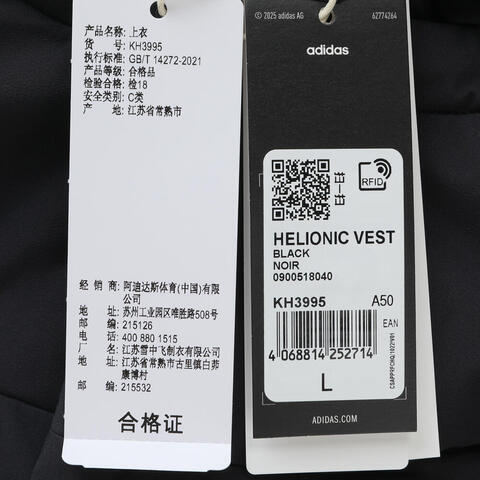 产品名称: 上衣
货 号: KH3995
执行标准: GB/T 14272-2021
产品等级: 合格品
检验合格: 检18
安全类别: C类
产 地: 江苏省常熟市
经 销 商: 阿迪达斯体育(中国)有限
公司
地 址: 苏州工业园区唯胜路508号
邮 编: 215126
电 话: 400 880 1515
厂 名: 江苏雪中飞制衣有限公司
地 址: 江苏省常熟市古里镇白茆
康博村
邮 编: 215532
合格证
© 2025 adidas AG
62774264
adidas
RFID
HELIONIC VEST
BLACK
NOIR
0900518040
KH3995 A50
EAN
4 068814 252714
L
ADIDAS.COM